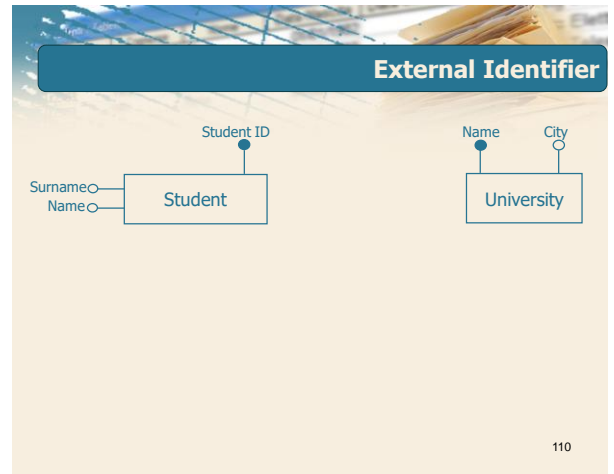 External Identifier
Student ID
Name City
Surname
Name
Student
University
110